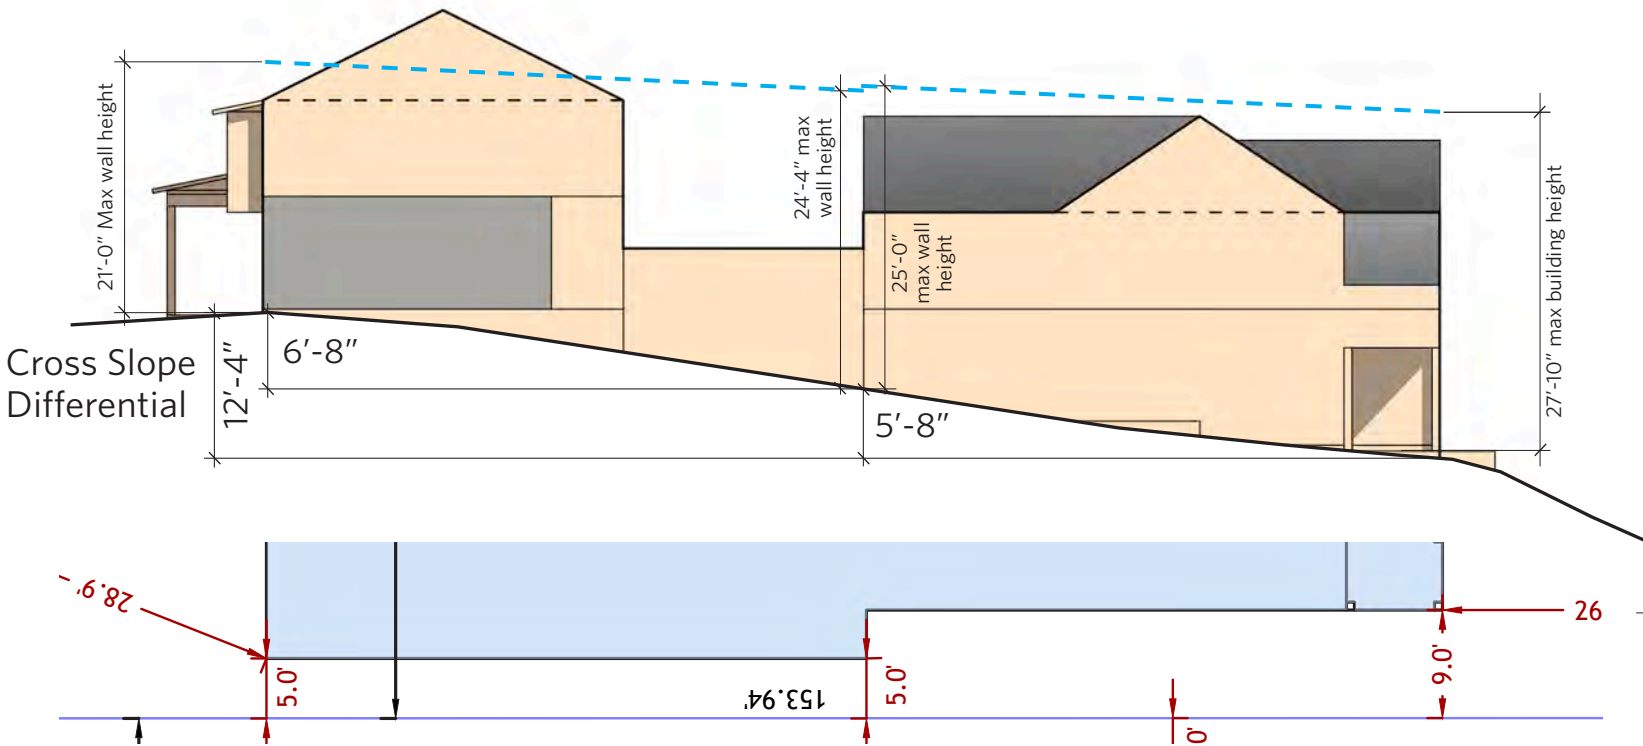 21'-0" Max wall height
24'-4" max
wall height
25'-0"
max wall
height
27'-10" max building height
Cross Slope
Differential
12'-4"
6'-8"
5'-8"
28.9'
5.0'
153.94'
5.0'
0'
9.0'
26